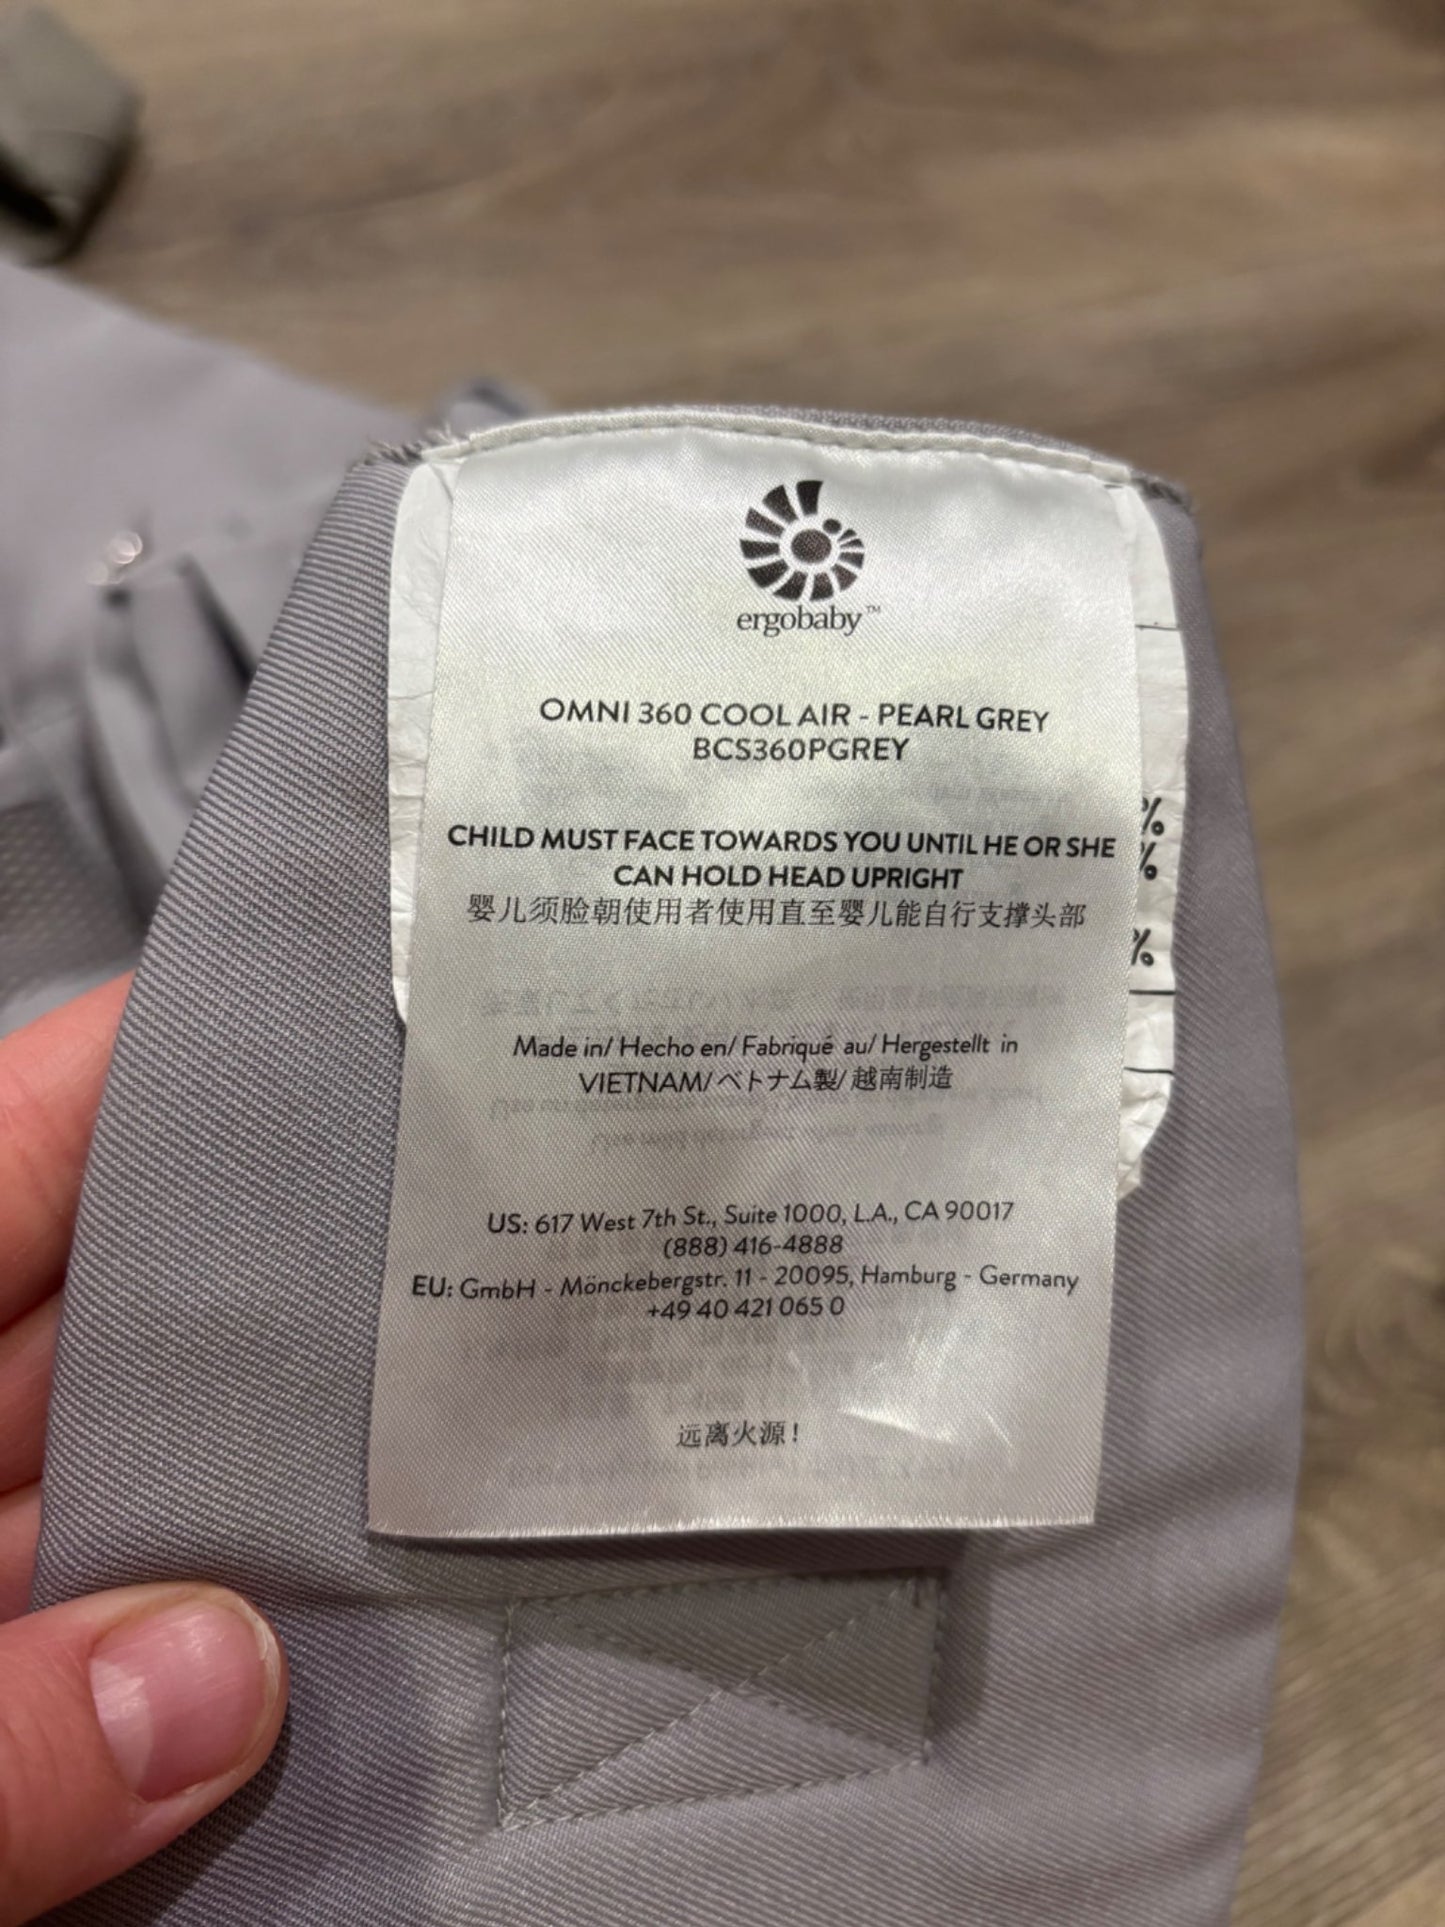 ergobaby™
OMNI 360 COOL AIR - PEARL GREY
BCS360PGREY
CHILD MUST FACE TOWARDS YOU UNTIL HE OR SHE
CAN HOLD HEAD UPRIGHT
婴儿须脸朝使用者使用直至婴儿能自行支撑头部
Made in/ Hecho en/ Fabriqué au/ Hergestellt in
VIETNAM/ベトナム製/越南制造
US: 617 West 7th St., Suite 1000, L.A., CA 90017
(888) 416-4888
EU: GmbH - Mönckebergstr. 11 - 20095, Hamburg - Germany
+49 40 421 065 0
远离火源!
%
%
%